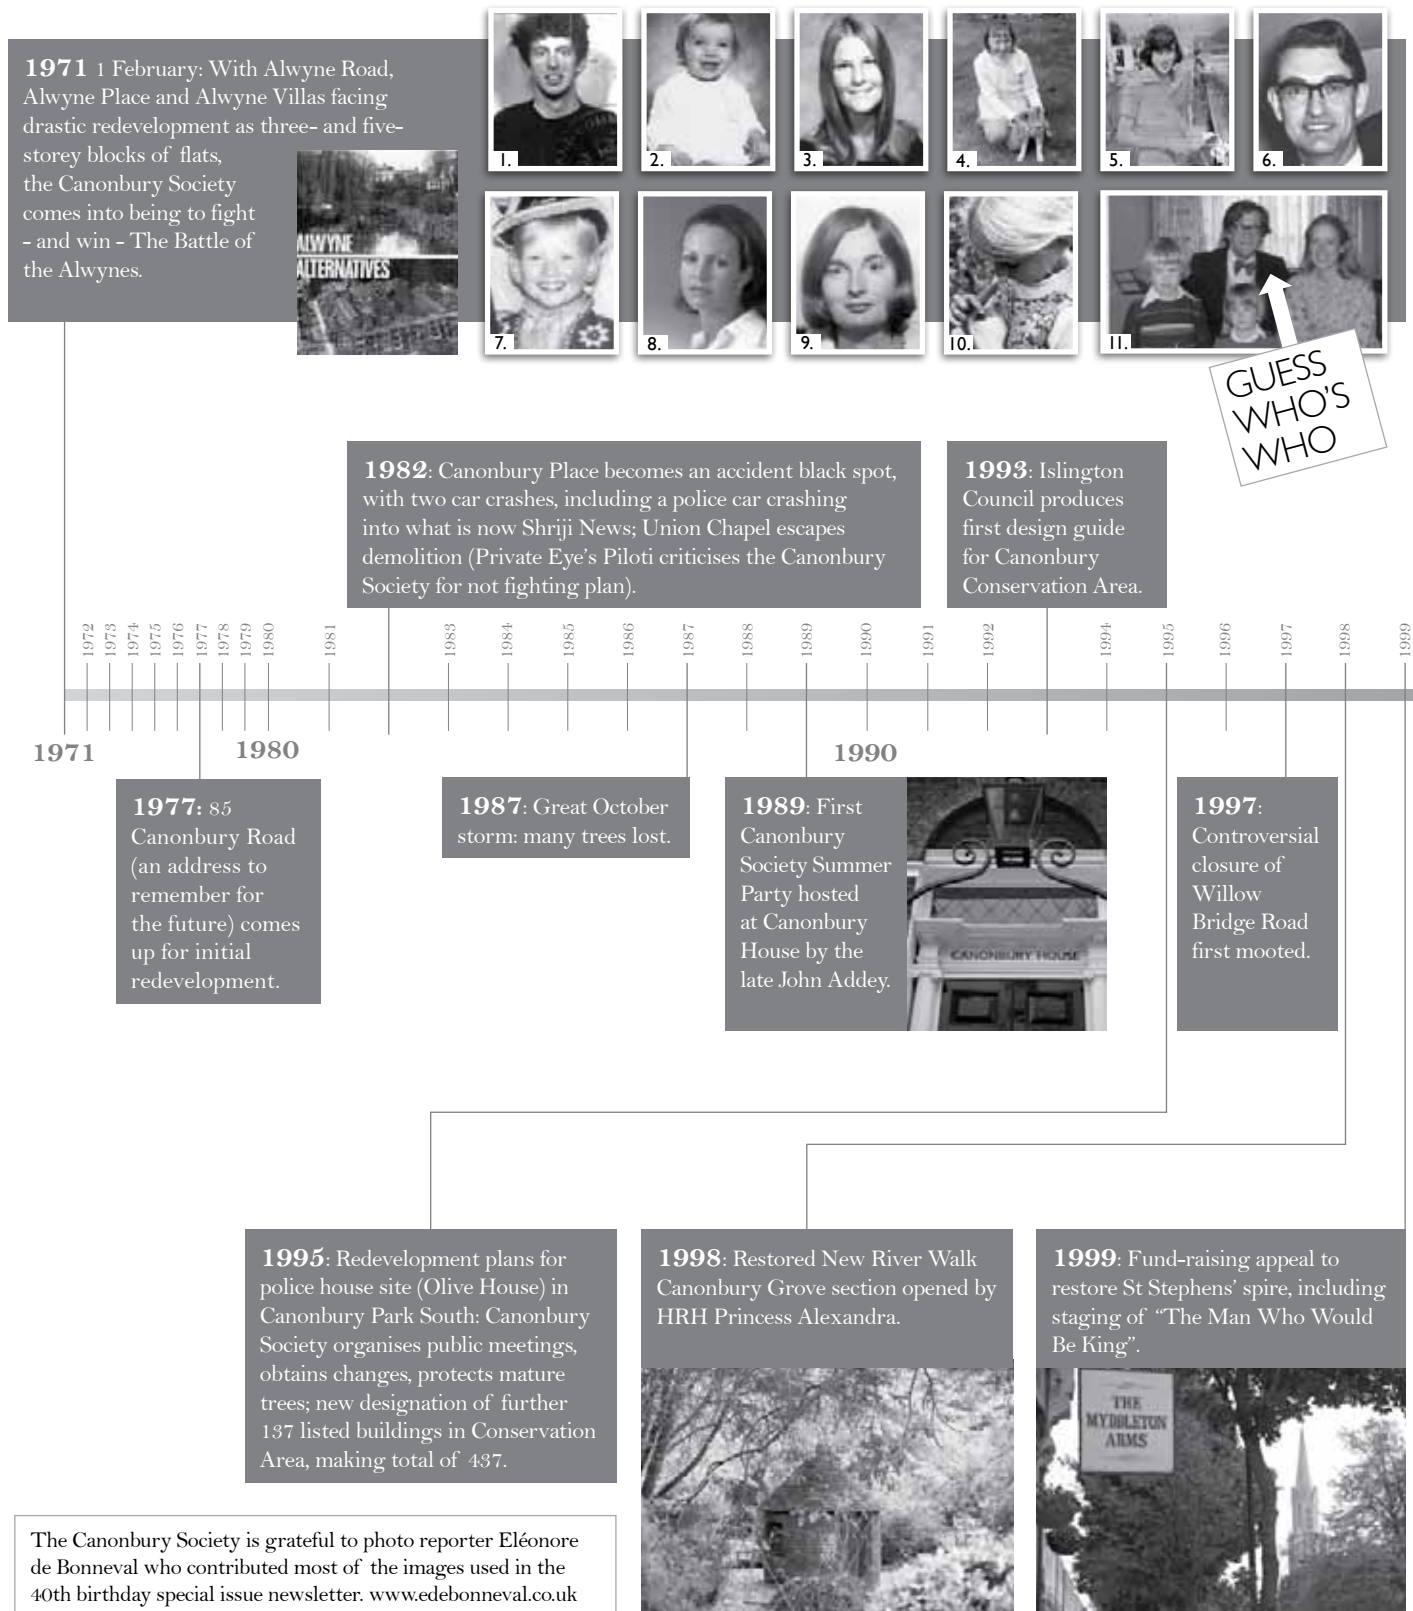 1971 1 February: With Alwyne Road,
Alwyne Place and Alwyne Villas facing
drastic redevelopment as three- and five-
storey blocks of flats,
the Canonbury Society
comes into being to fight
- and win - The Battle of
the Alwynes.
ALWYNE
ALTERNATIVES
1.
2.
3.
4.
5.
6.
7.
8.
9.
10.
11.
GUESS
WHO'S
WHO
1982: Canonbury Place becomes an accident black spot,
with two car crashes, including a police car crashing
into what is now Shriji News; Union Chapel escapes
demolition (Private Eye's Piloti criticises the Canonbury
Society for not fighting plan).
1993: Islington
Council produces
first design guide
for Canonbury
Conservation Area.
1972
1973
1974
1975
1976
1977
1978
1979
1980
1981
1983
1984
1985
1986
1987
1988
1989
1990
1991
1992
1994
1995
1996
1997
1998
1999
1971
1980
1990
1977: 85
Canonbury Road
(an address to
remember for
the future) comes
up for initial
redevelopment.
1987: Great October
storm: many trees lost.
1989: First
Canonbury
Society Summer
Party hosted
at Canonbury
House by the
late John Addey.
CANONBURY HOUSE
1997:
Controversial
closure of
Willow
Bridge Road
first mooted.
1995: Redevelopment plans for
police house site (Olive House) in
Canonbury Park South: Canonbury
Society organises public meetings,
obtains changes, protects mature
trees; new designation of further
137 listed buildings in Conservation
Area, making total of 437.
1998: Restored New River Walk
Canonbury Grove section opened by
HRH Princess Alexandra.
1999: Fund-raising appeal to
restore St Stephens' spire, including
staging of "The Man Who Would
Be King".
THE
MYDDLETON
ARMS
The Canonbury Society is grateful to photo reporter Eléonore
de Bonneval who contributed most of the images used in the
40th birthday special issue newsletter. www.edebonneval.co.uk